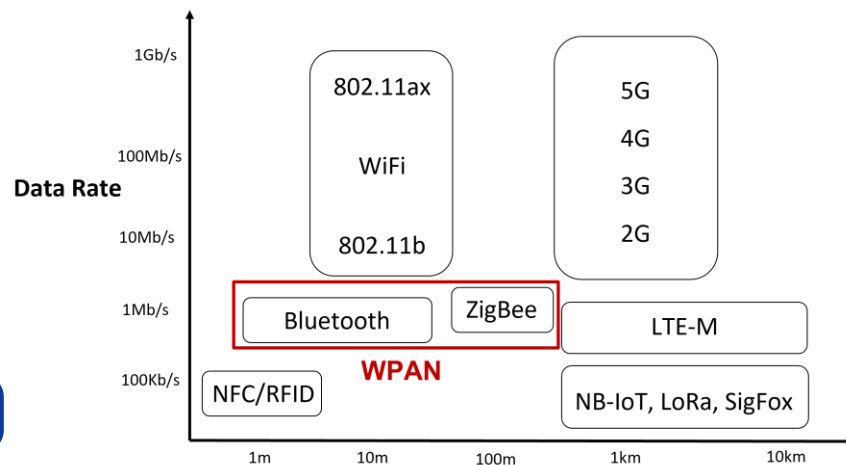 1Gb/s
802.11ax
5G
4G
100Mb/s
WiFi
Data Rate
3G
10Mb/s
802.11b
2G
1Mb/s
Bluetooth
ZigBee
LTE-M
WPAN
100Kb/s
NFC/RFID
NB-IoT, LoRa, SigFox
1m
10m
100m
1km
10km